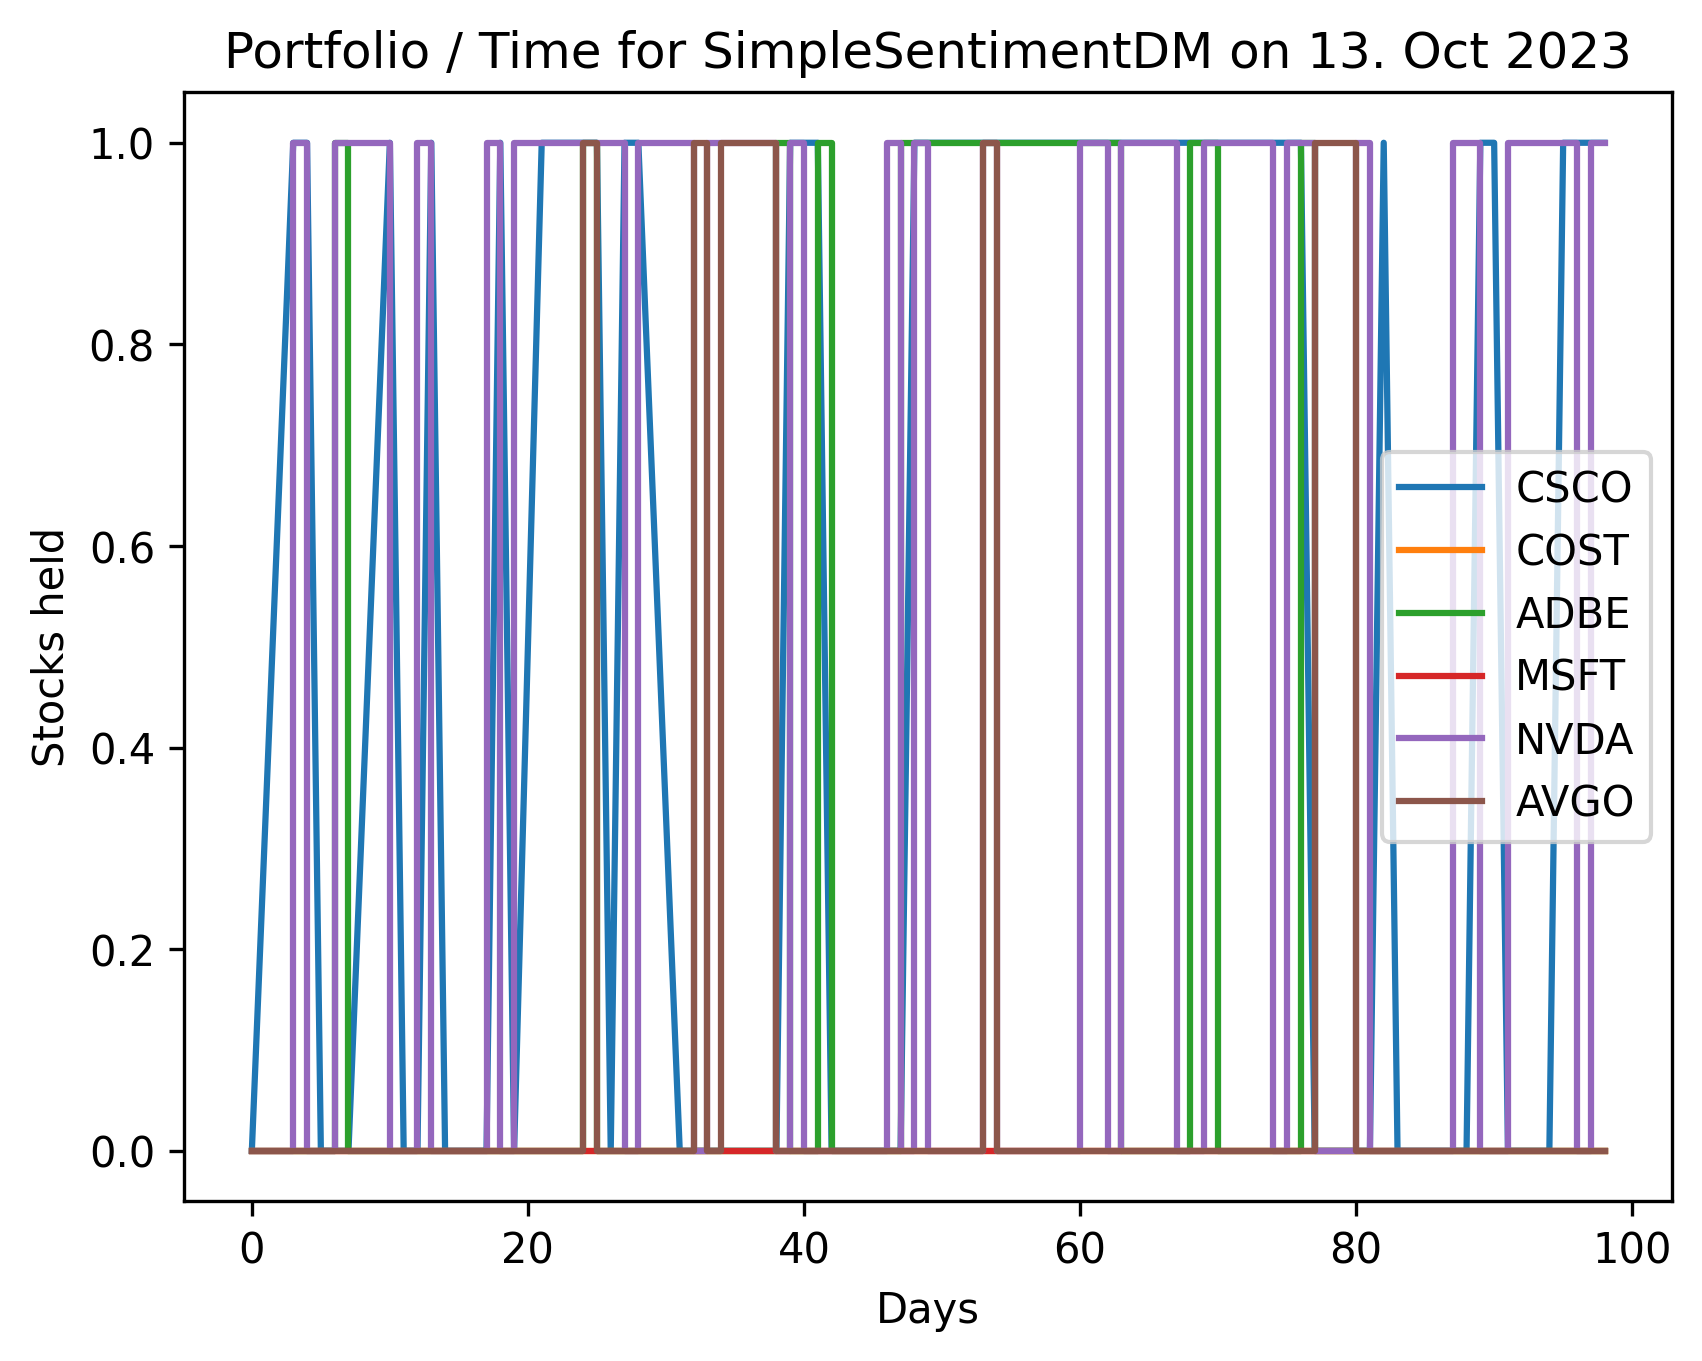 Portfolio / Time for SimpleSentimentDM on 13. Oct 2023
1.0
0.8
0.6
0.4
0.2
0.0
Stocks held
CSCO
COST
ADBE
MSFT
NVDA
AVGO
0 20 40 60 80 100
Days